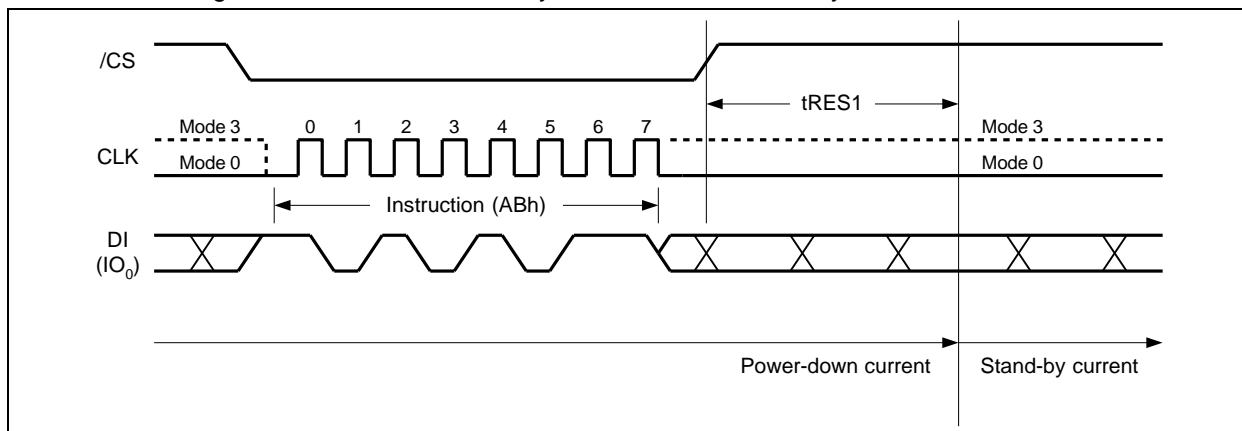 /CS
tRES1
Mode 3 0 1 2 3 4 5 6 7 Mode 3
CLK
Mode 0 Mode 0
Instruction (ABh)
DI
(IO0)
Power-down current Stand-by current